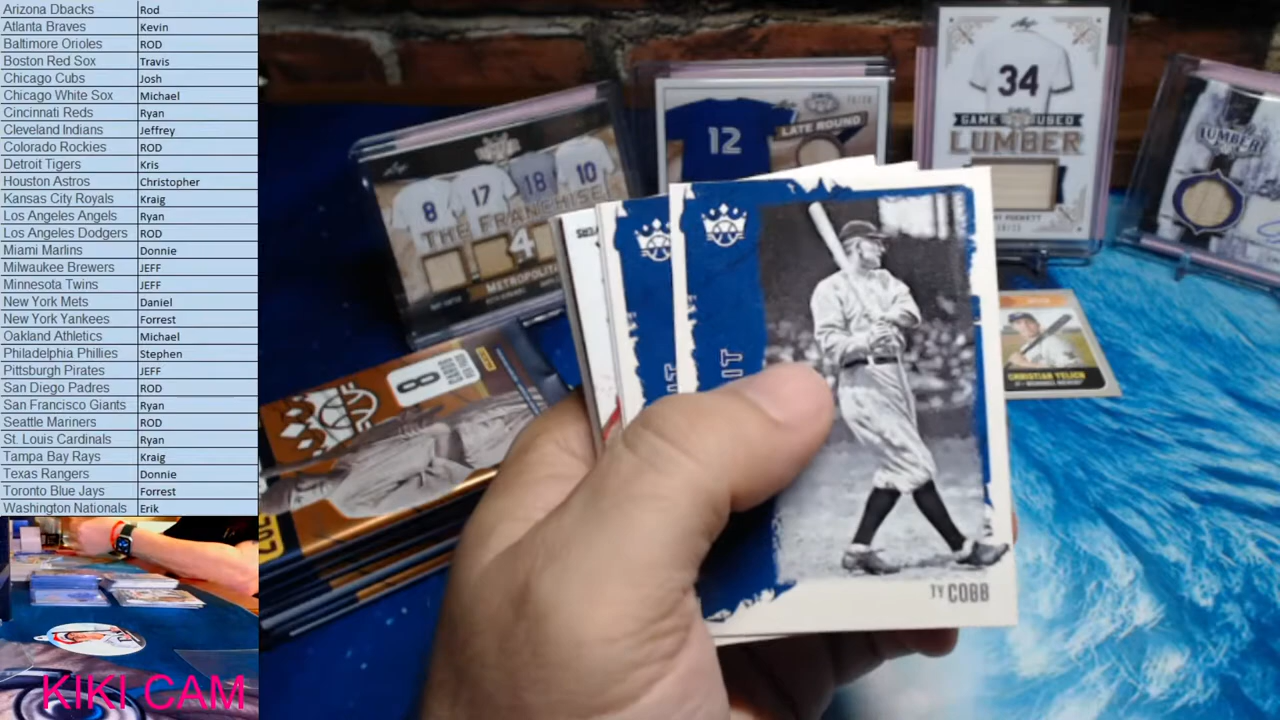 Arizona Dbacks Rod
Atlanta Braves Kevin
Baltimore Orioles ROD
Boston Red Sox Travis
Chicago Cubs Josh
Chicago White Sox Michael
Cincinnati Reds Ryan
Cleveland Indians Jeffrey
Colorado Rockies ROD
Detroit Tigers Kris
Houston Astros Christopher
Kansas City Royals Kraig
Los Angeles Angels Ryan
Los Angeles Dodgers ROD
Miami Marlins Donnie
Milwaukee Brewers JEFF
Minnesota Twins JEFF
New York Mets Daniel
New York Yankees Forrest
Oakland Athletics Michael
Philadelphia Phillies Stephen
Pittsburgh Pirates JEFF
San Diego Padres ROD
San Francisco Giants Ryan
Seattle Mariners ROD
St. Louis Cardinals Ryan
Tampa Bay Rays Kraig
Texas Rangers Donnie
Toronto Blue Jays Forrest
Washington Nationals Erik
KIKI CAM
8 17 18 10
THE FRANCHISE
4
12
LATE ROUND
34
GAME USED
LUMBER
LUMBER
CHRISTIAN YELICH
8
CARDS
IT
IT
TY COBB